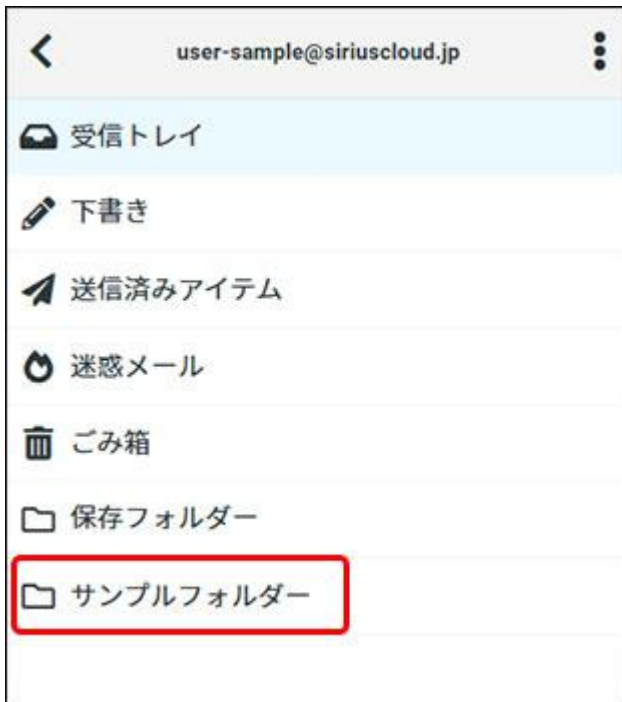 user-sample@siriuscloud.jp
受信トレイ
下書き
送信済みアイテム
迷惑メール
ごみ箱
保存フォルダー
サンプルフォルダー